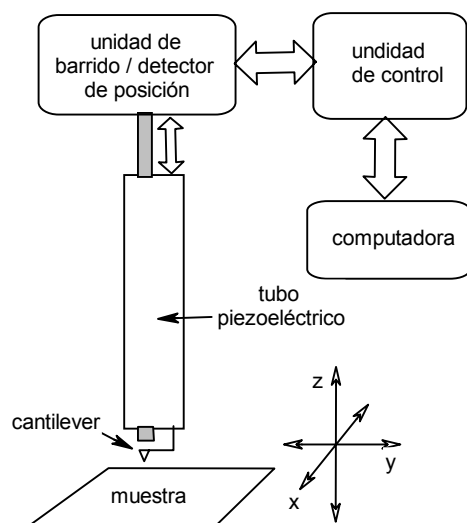 unidad de
barrido / detector
de posición
undidad
de control
computadora
tubo
piezoeléctrico
cantilever
muestra
z
y
x